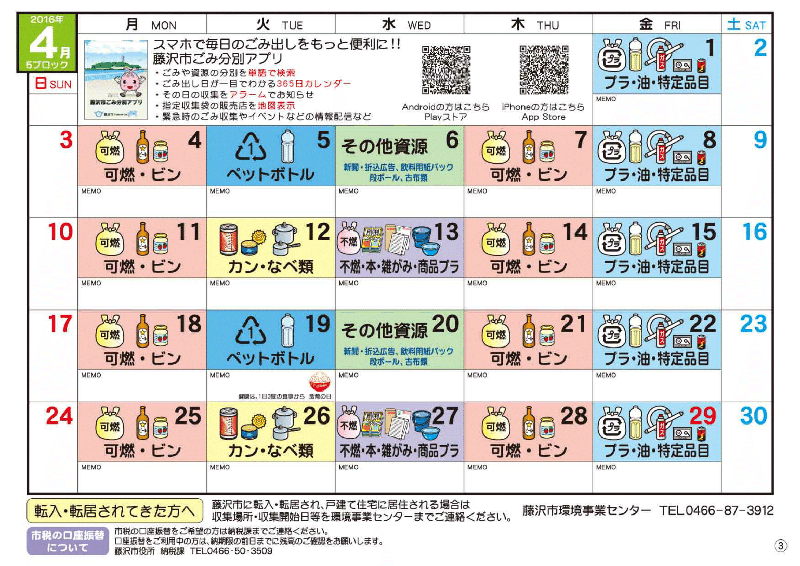 2016年
4月
5ブロック
日 SUN
月 MON
火 TUE
水 WED
木 THU
金 FRI
土 SAT
スマホで毎日のごみ出しをもっと便利に!!
藤沢市ごみ分別アプリ
・ごみや資源の分別を単語で検索
・ごみ出し日が一目でわかる365日カレンダー
・その日の収集をアラームでお知らせ
・指定収集袋の販売店を地図表示
・緊急時のごみ収集やイベントなどの情報配信など
藤沢市ごみ分別アプリ
Androidの方はこちら
Playストア
iPhoneの方はこちら
App Store
1
プラ・油・特定品目
MEMO
2
3
可燃
4
可燃・ビン
MEMO
5
ペットボトル
MEMO
その他資源 6
新聞・折込広告、飲料用紙パック
段ボール、古布類
MEMO
可燃
7
可燃・ビン
MEMO
8
プラ・油・特定品目
MEMO
9
10
可燃
11
可燃・ビン
MEMO
12
カン・なべ類
MEMO
不燃
13
不燃・本・雑がみ・商品プラ
MEMO
可燃
14
可燃・ビン
MEMO
15
プラ・油・特定品目
MEMO
16
17
可燃
18
可燃・ビン
MEMO
19
ペットボトル
MEMO
健康は、1日3度の食事から 食育の日
その他資源 20
新聞・折込広告、飲料用紙パック
段ボール、古布類
MEMO
可燃
21
可燃・ビン
MEMO
22
プラ・油・特定品目
MEMO
23
24
可燃
25
可燃・ビン
MEMO
26
カン・なべ類
MEMO
不燃
27
不燃・本・雑がみ・商品プラ
MEMO
可燃
28
可燃・ビン
MEMO
29
プラ・油・特定品目
MEMO
30
転入・転居されてきた方へ
藤沢市に転入・転居され、戸建て住宅に居住される場合は
収集場所・収集開始日等を環境事業センターまでご連絡ください。
藤沢市環境事業センター TEL0466-87-3912
市税の口座振替
について
市税の口座振替をご希望の方は納税課までご連絡ください。
口座振替をご利用中の方は、納期限の前日までに残高のご確認をお願いします。
藤沢市役所 納税課 TEL0466-50-3509
3